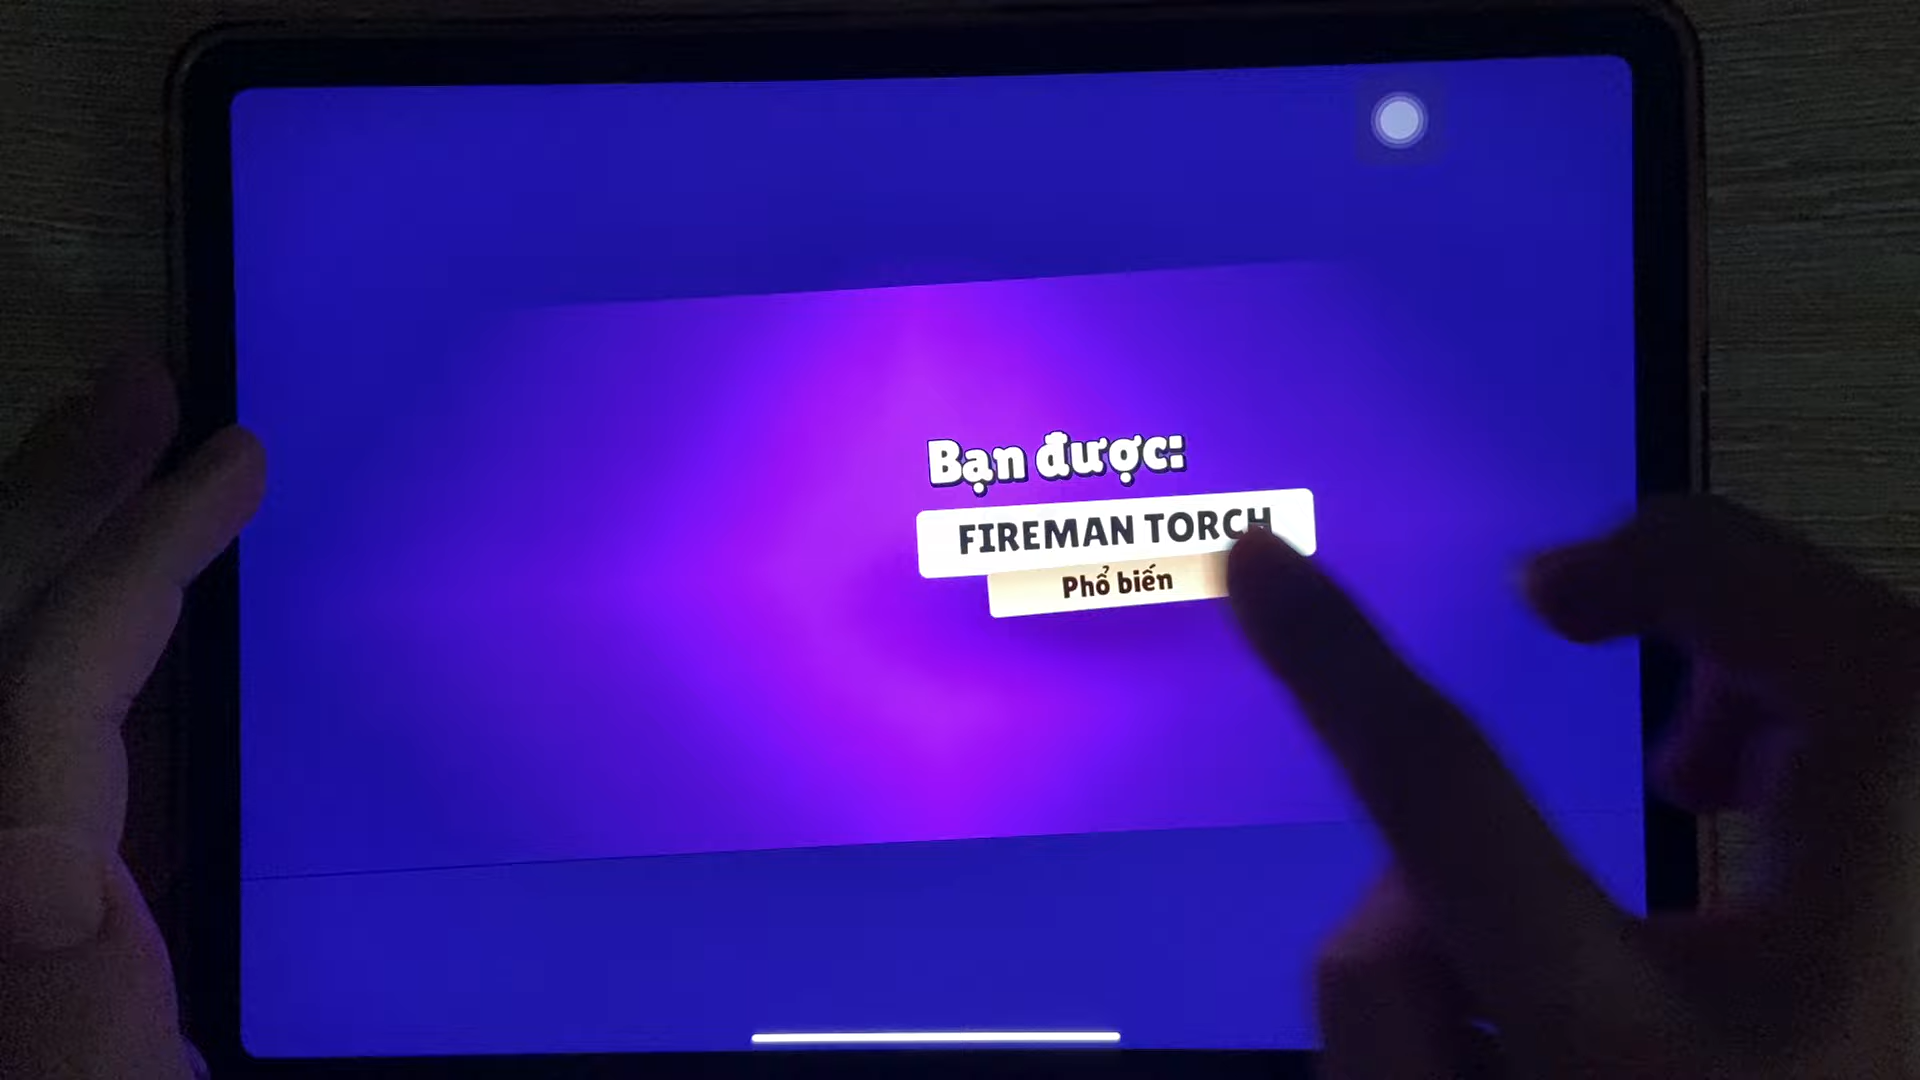 Bạn được:
FIREMAN TORCH
Phổ biến